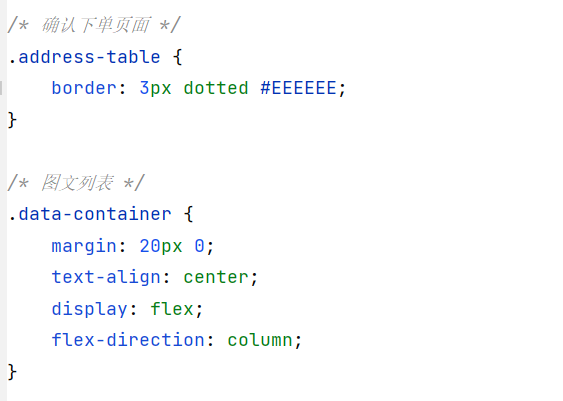 /* 确认下单页面 */
.address-table {
    border: 3px dotted #EEEEEE;
}

/* 图文列表 */
.data-container {
    margin: 20px 0;
    text-align: center;
    display: flex;
    flex-direction: column;
}